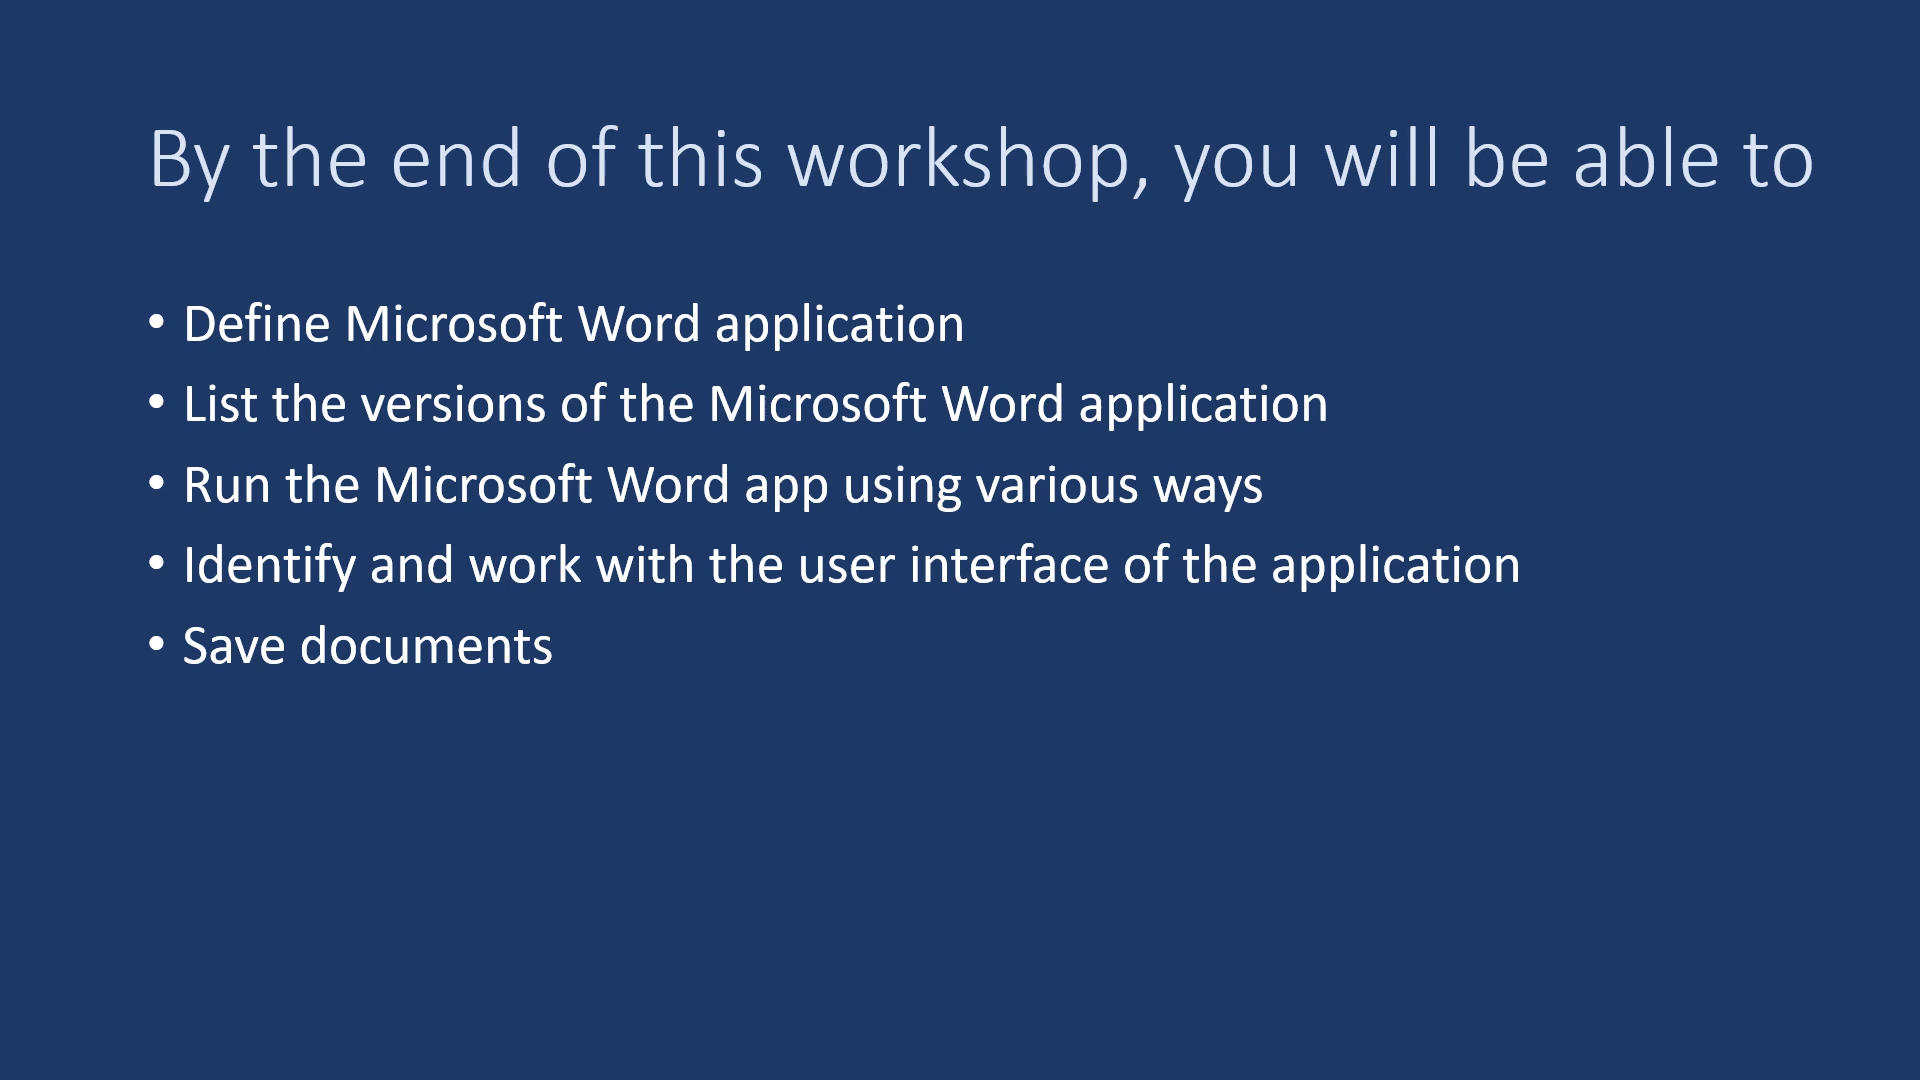 By the end of this workshop, you will be able to
• Define Microsoft Word application
• List the versions of the Microsoft Word application
• Run the Microsoft Word app using various ways
• Identify and work with the user interface of the application
• Save documents